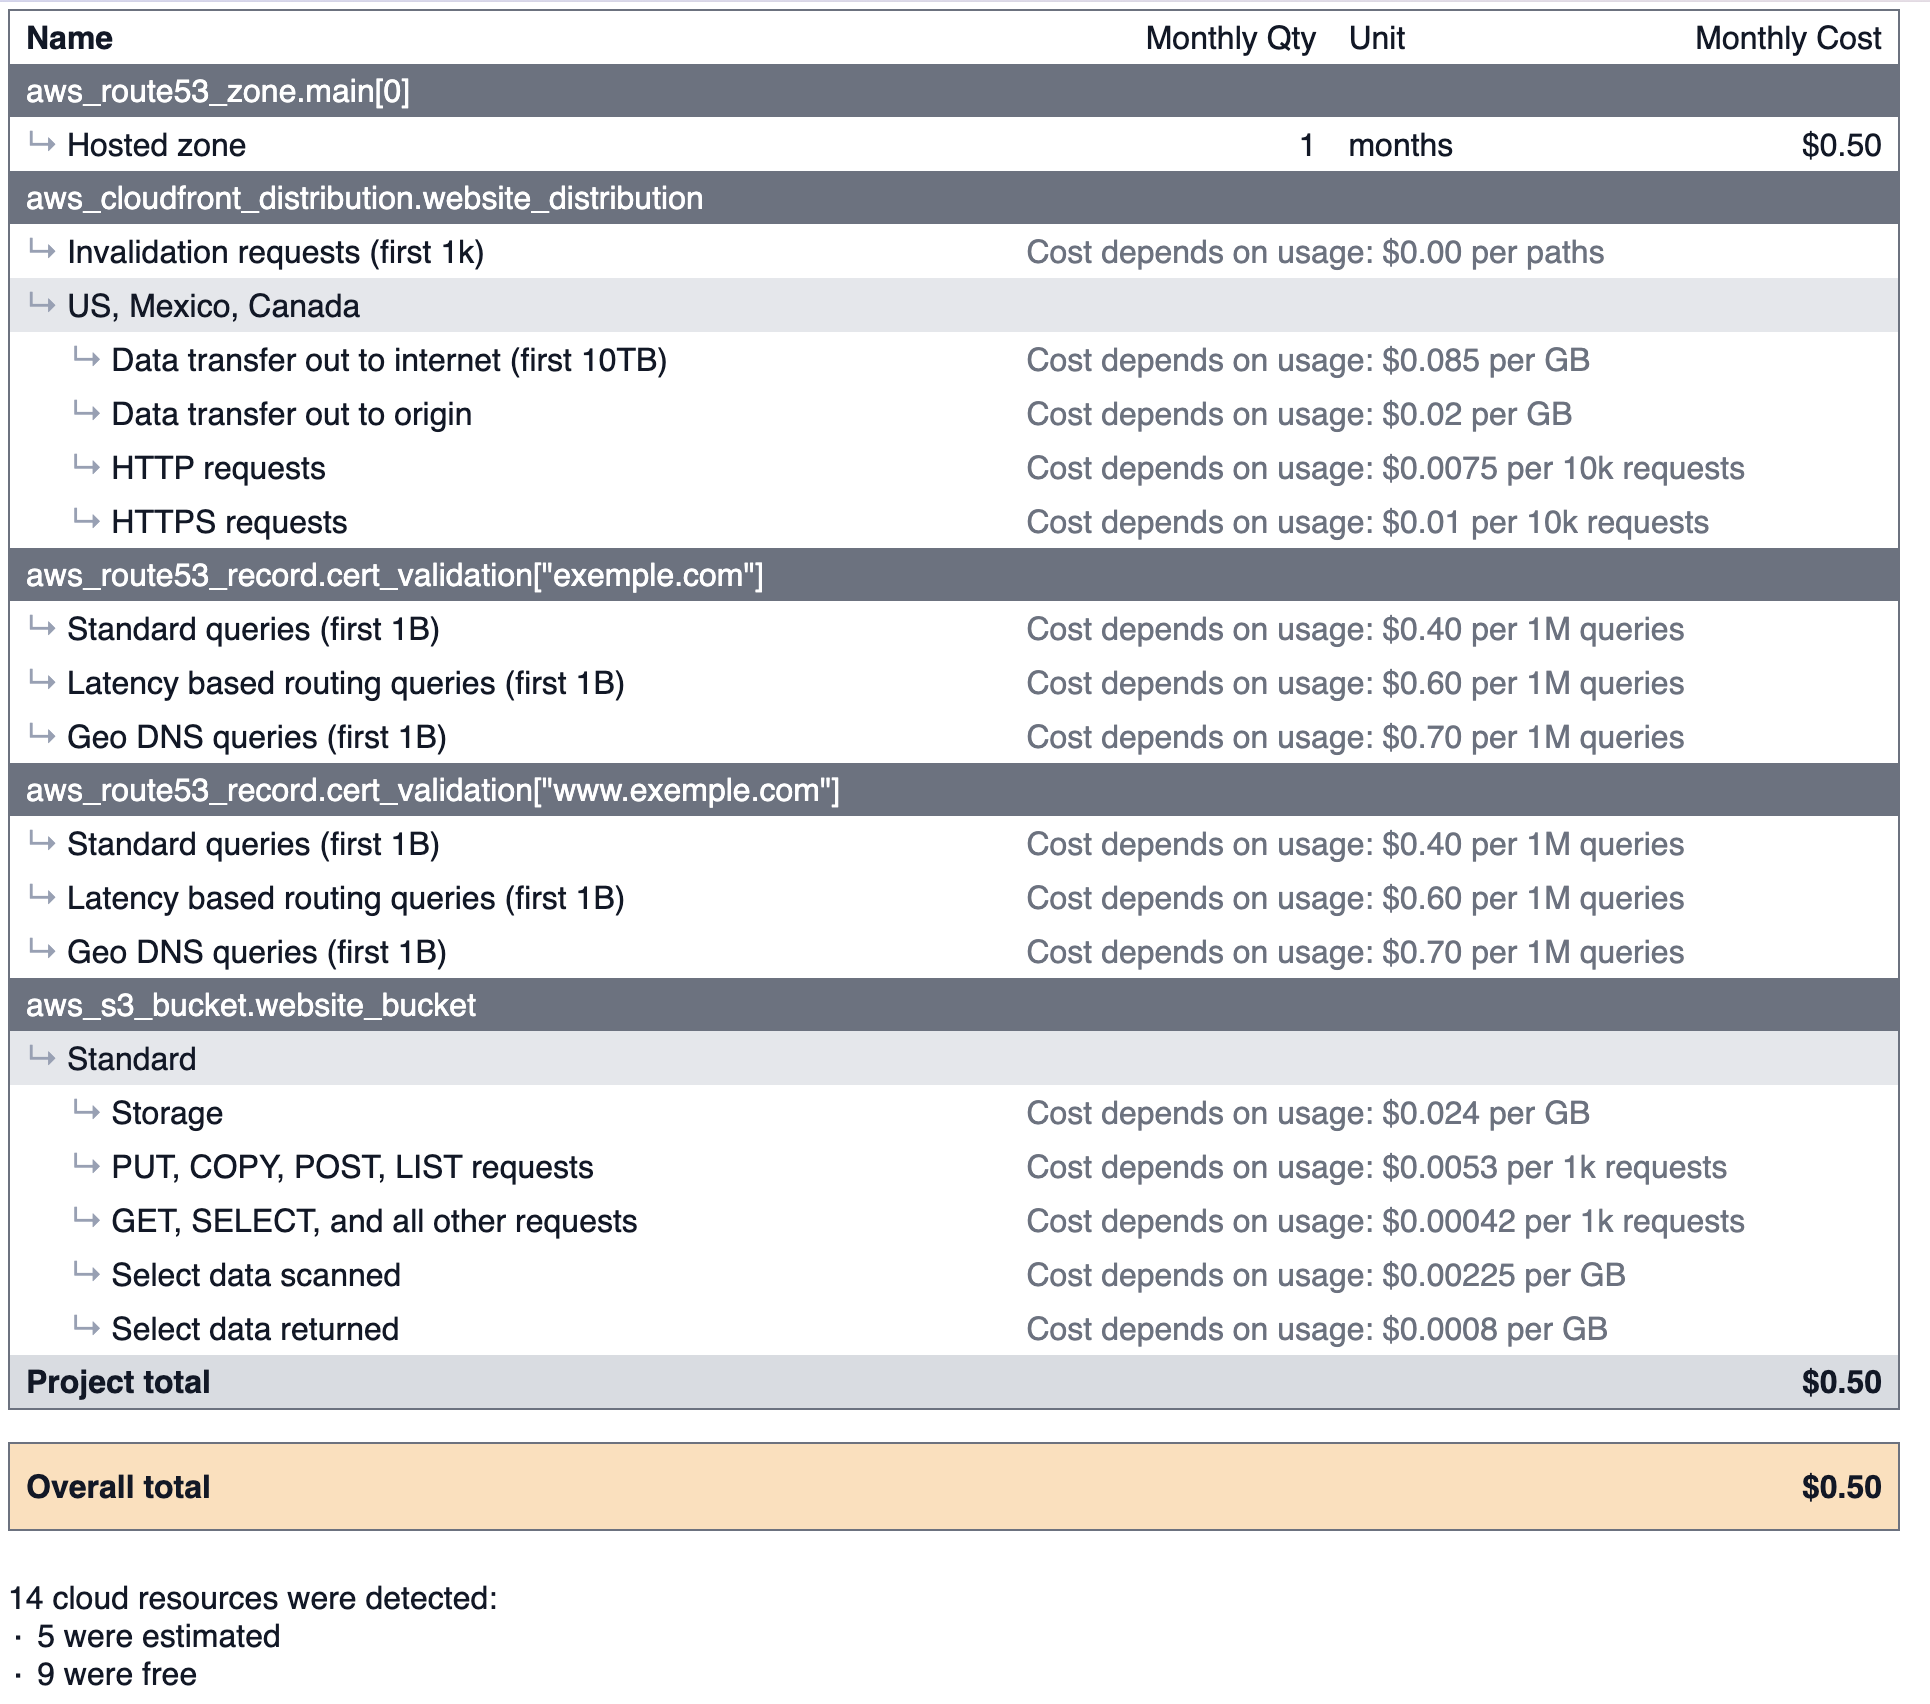 Name Monthly Qty Unit Monthly Cost
aws_route53_zone.main[0]
Hosted zone 1 months $0.50
aws_cloudfront_distribution.website_distribution
Invalidation requests (first 1k) Cost depends on usage: $0.00 per paths
US, Mexico, Canada
Data transfer out to internet (first 10TB) Cost depends on usage: $0.085 per GB
Data transfer out to origin Cost depends on usage: $0.02 per GB
HTTP requests Cost depends on usage: $0.0075 per 10k requests
HTTPS requests Cost depends on usage: $0.01 per 10k requests
aws_route53_record.cert_validation["exemple.com"]
Standard queries (first 1B) Cost depends on usage: $0.40 per 1M queries
Latency based routing queries (first 1B) Cost depends on usage: $0.60 per 1M queries
Geo DNS queries (first 1B) Cost depends on usage: $0.70 per 1M queries
aws_route53_record.cert_validation["www.exemple.com"]
Standard queries (first 1B) Cost depends on usage: $0.40 per 1M queries
Latency based routing queries (first 1B) Cost depends on usage: $0.60 per 1M queries
Geo DNS queries (first 1B) Cost depends on usage: $0.70 per 1M queries
aws_s3_bucket.website_bucket
Standard
Storage Cost depends on usage: $0.024 per GB
PUT, COPY, POST, LIST requests Cost depends on usage: $0.0053 per 1k requests
GET, SELECT, and all other requests Cost depends on usage: $0.00042 per 1k requests
Select data scanned Cost depends on usage: $0.00225 per GB
Select data returned Cost depends on usage: $0.0008 per GB
Project total $0.50
Overall total $0.50
14 cloud resources were detected:
· 5 were estimated
· 9 were free